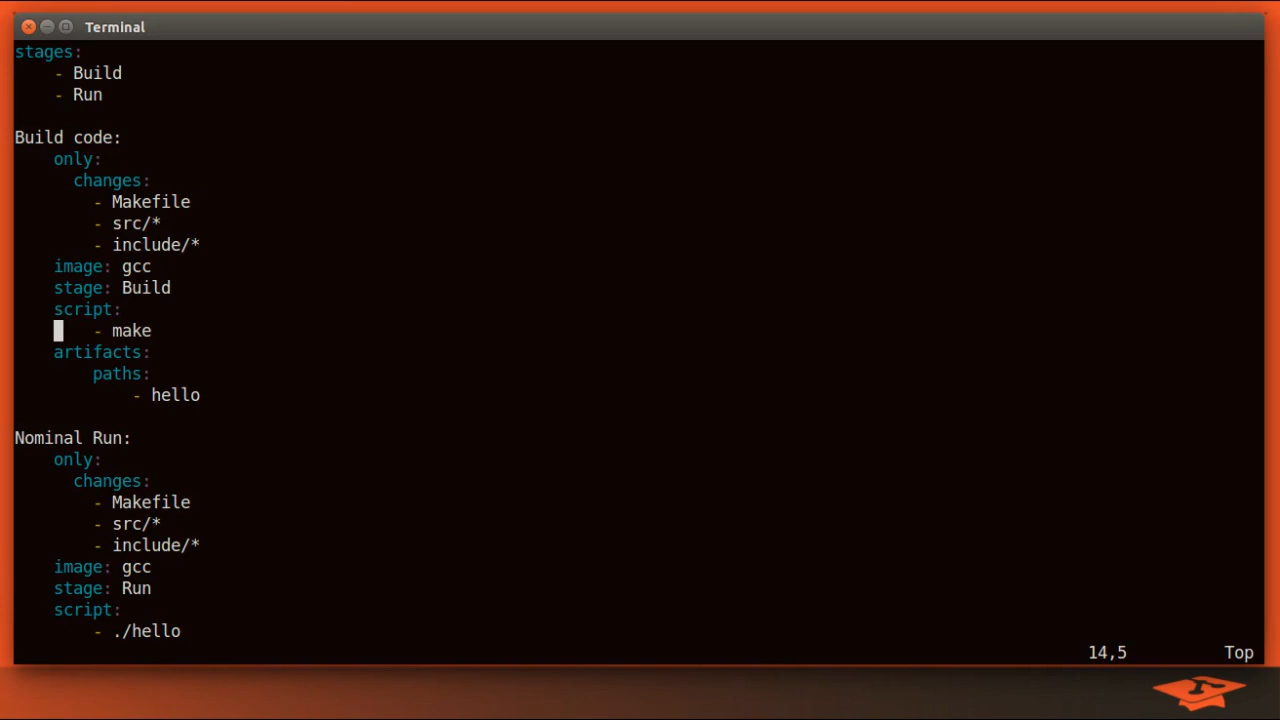 Terminal
stages:
    - Build
    - Run

Build code:
    only:
      changes:
        - Makefile
        - src/*
        - include/*
    image: gcc
    stage: Build
    script:
        - make
    artifacts:
        paths:
            - hello

Nominal Run:
    only:
      changes:
        - Makefile
        - src/*
        - include/*
    image: gcc
    stage: Run
    script:
        - ./hello
14,5 Top